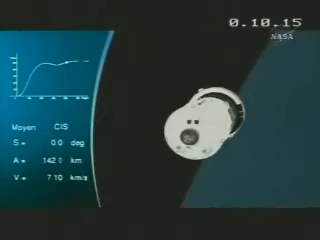 0.10.15
NASA
Moyen CIS
S = 0.0 deg
A = 142.0 km
V = 7.10 km/s